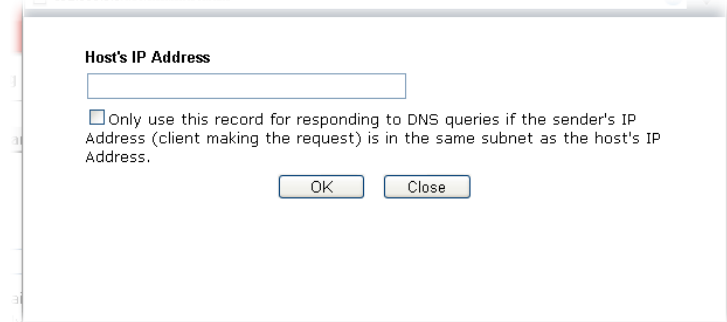 Host's IP Address
Only use this record for responding to DNS queries if the sender's IP
Address (client making the request) is in the same subnet as the host's IP
Address.
OK Close